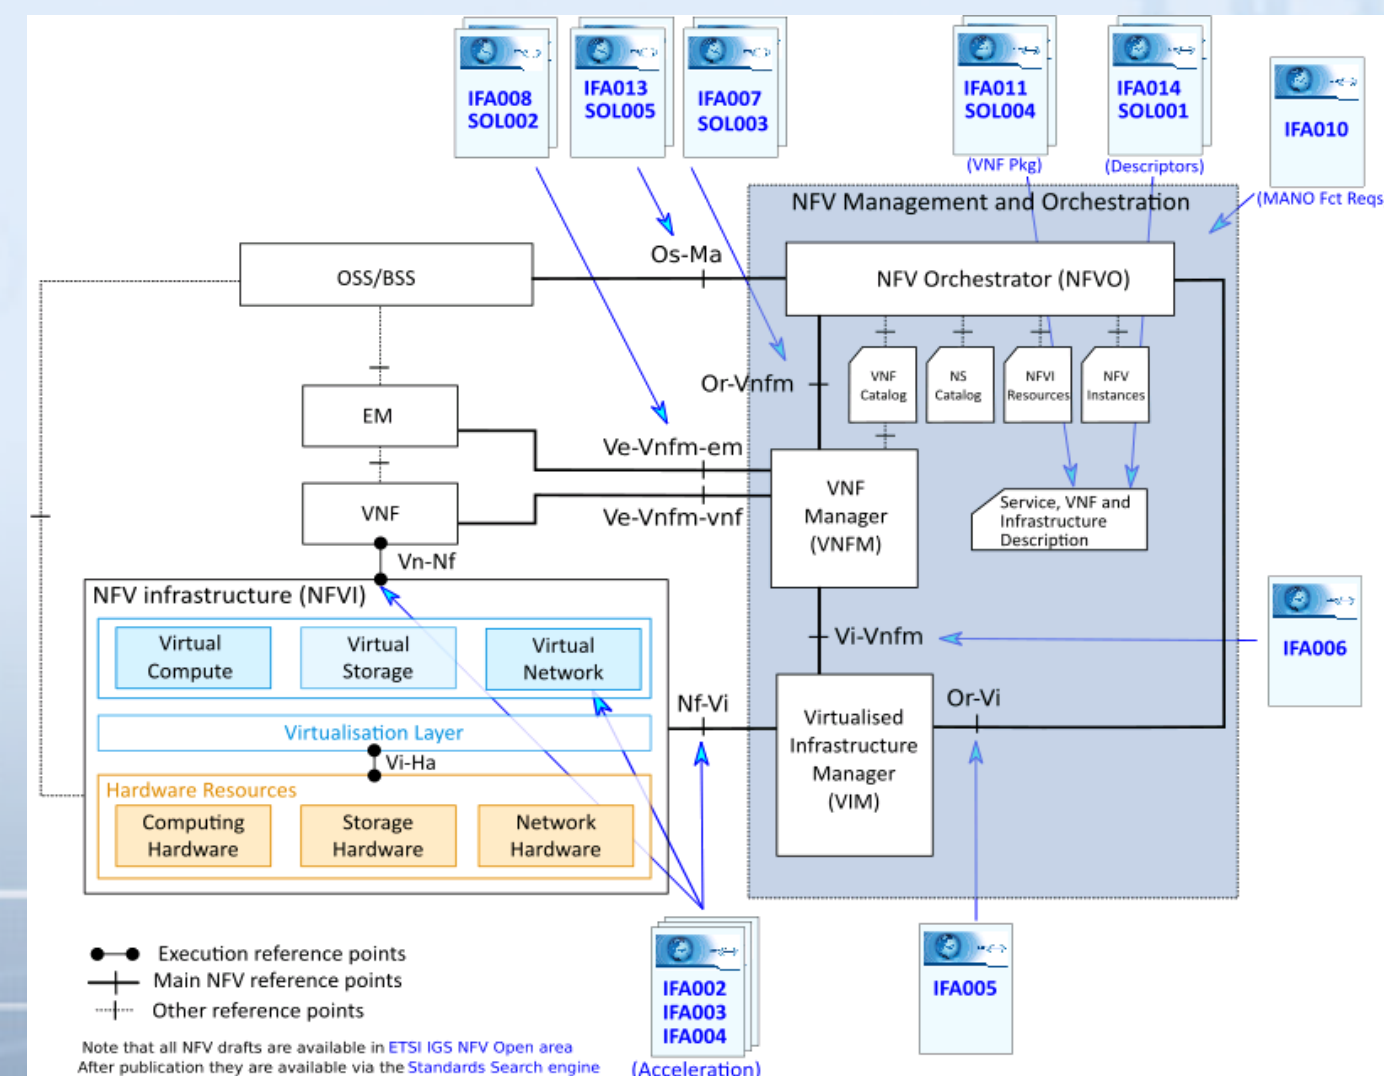 IFA008
SOL002
IFA013
SOL005
IFA007
SOL003
IFA011
SOL004
(VNF Pkg)
IFA014
SOL001
(Descriptors)
IFA010
(MANO Fct Reqs
NFV Management and Orchestration
OSS/BSS
Os-Ma
NFV Orchestrator (NFVO)
Or-Vnfm
VNF
Catalog
NS
Catalog
NFVI
Resources
NFV
Instances
EM
Ve-Vnfm-em
VNF
Ve-Vnfm-vnf
VNF
Manager
(VNFM)
Service, VNF and
Infrastructure
Description
Vn-Nf
NFV infrastructure (NFVI)
Virtual
Compute
Virtual
Storage
Virtual
Network
Vi-Vnfm
IFA006
Nf-Vi
Or-Vi
Virtualised
Infrastructure
Manager
(VIM)
Virtualisation Layer
Vi-Ha
Hardware Resources
Computing
Hardware
Storage
Hardware
Network
Hardware
Execution reference points
Main NFV reference points
Other reference points
IFA002
IFA003
IFA004
(Acceleration)
IFA005
Note that all NFV drafts are available in ETSI IGS NFV Open area
After publication they are available via the Standards Search engine